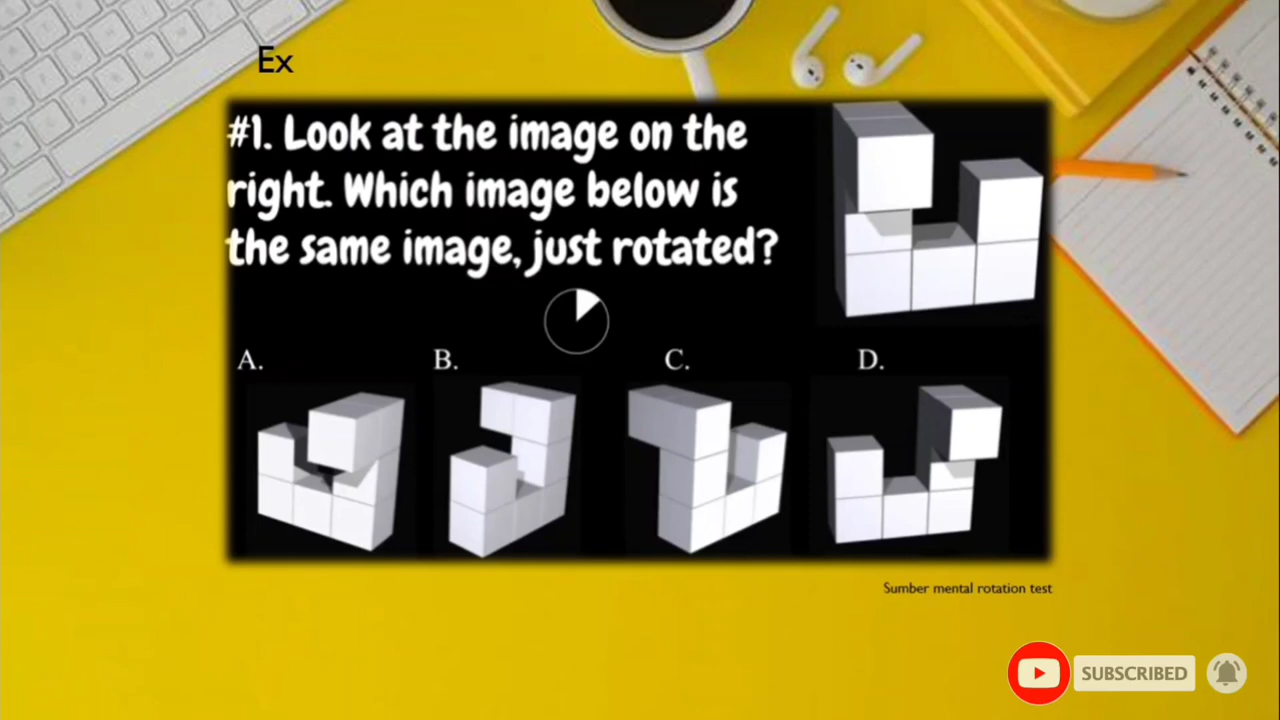 Ex
#1. Look at the image on the
right. Which image below is
the same image, just rotated?
A.
B.
C.
D.
Sumber mental rotation test
SUBSCRIBED